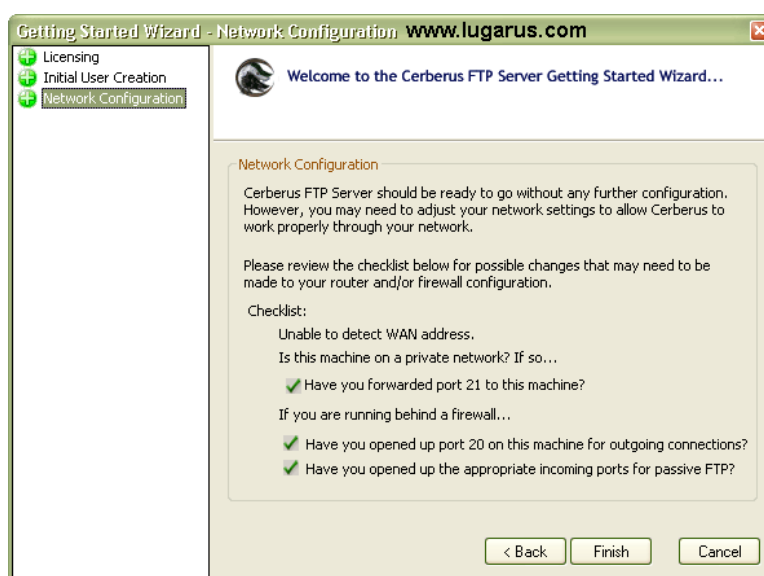 Getting Started Wizard - Network Configuration www.lugarus.com
Licensing
Initial User Creation
Network Configuration
Welcome to the Cerberus FTP Server Getting Started Wizard...
Network Configuration
Cerberus FTP Server should be ready to go without any further configuration.
However, you may need to adjust your network settings to allow Cerberus to
work properly through your network.
Please review the checklist below for possible changes that may need to be
made to your router and/or firewall configuration.
Checklist:
Unable to detect WAN address.
Is this machine on a private network? If so...
Have you forwarded port 21 to this machine?
If you are running behind a firewall...
Have you opened up port 20 on this machine for outgoing connections?
Have you opened up the appropriate incoming ports for passive FTP?
< Back
Finish
Cancel